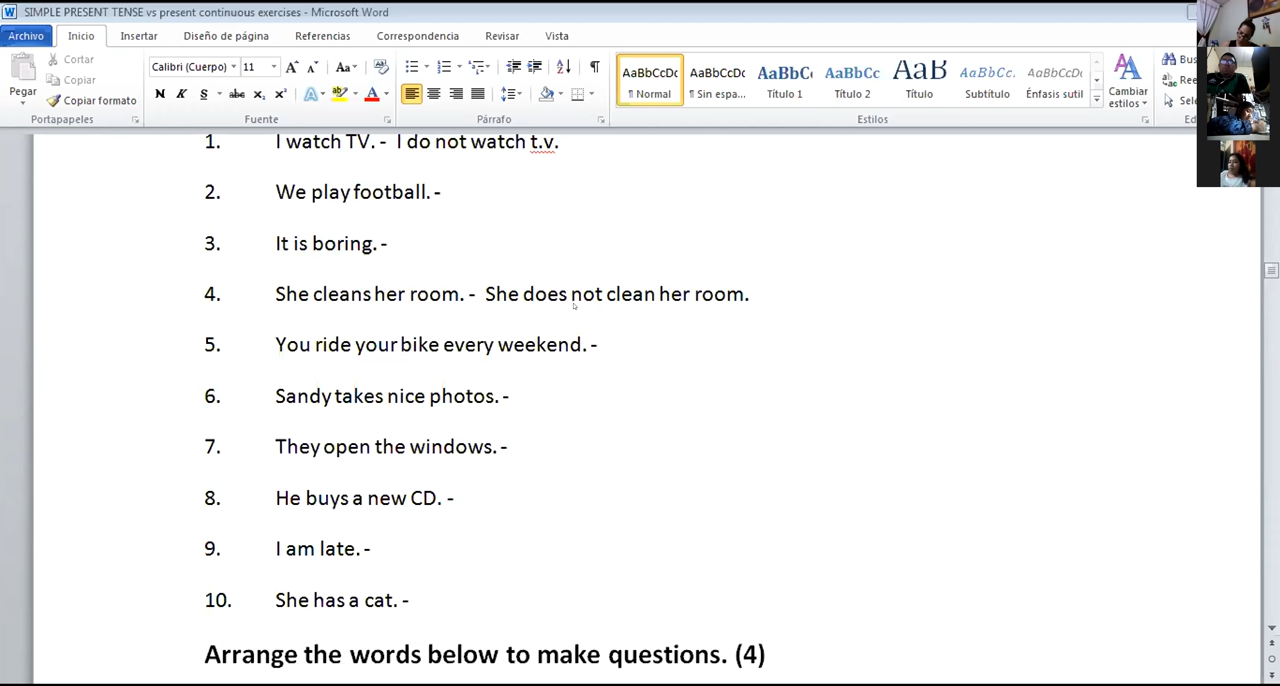 SIMPLE PRESENT TENSE vs present continuous exercises - Microsoft Word
Archivo Inicio Insertar Diseño de página Referencias Correspondencia Revisar Vista
Cortar
Copiar
Copiar formato
Pegar
Portapapeles
Calibri (Cuerpo) 11
N K S abc x₂ x²
Fuente
Párrafo
AaBbCcDc AaBbCcDc AaBbC AaBbCc AaB AaBbCc. AaBbCcDc
¶ Normal ¶ Sin espa... Título 1 Título 2 Título Subtítulo Énfasis sutil
Cambiar
estilos
Estilos
1. I watch TV. - I do not watch t.v.
2. We play football. -
3. It is boring. -
4. She cleans her room. - She does not clean her room.
5. You ride your bike every weekend. -
6. Sandy takes nice photos. -
7. They open the windows. -
8. He buys a new CD. -
9. I am late. -
10. She has a cat. -
Arrange the words below to make questions. (4)